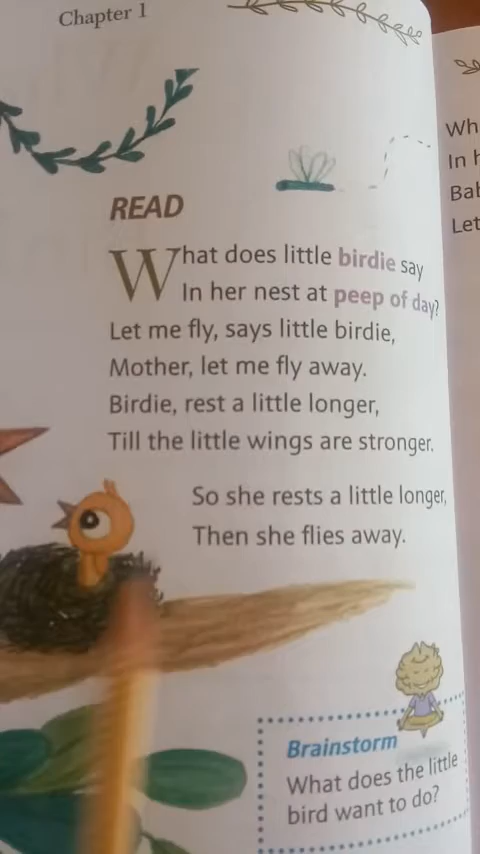 Chapter 1
READ
What does little birdie say
In her nest at peep of day?
Let me fly, says little birdie,
Mother, let me fly away.
Birdie, rest a little longer,
Till the little wings are stronger.
So she rests a little longer,
Then she flies away.
Brainstorm
What does the little
bird want to do?
In
Let